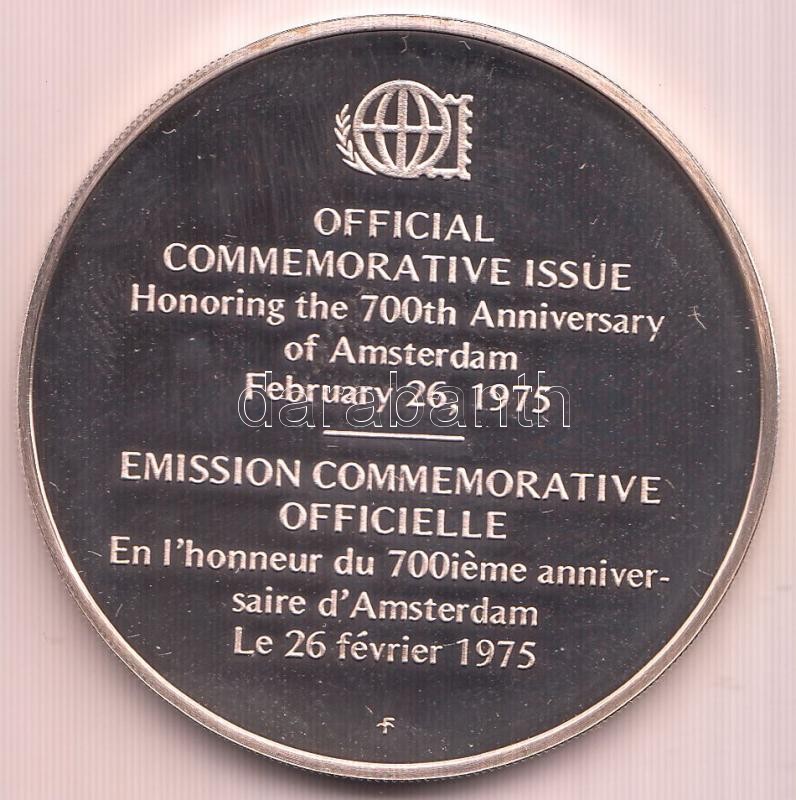 OFFICIAL
COMMEMORATIVE ISSUE
Honoring the 700th Anniversary
of Amsterdam
February 26, 1975
darabanth
EMISSION COMMEMORATIVE
OFFICIELLE
En l'honneur du 700ième anniver-
saire d'Amsterdam
Le 26 février 1975